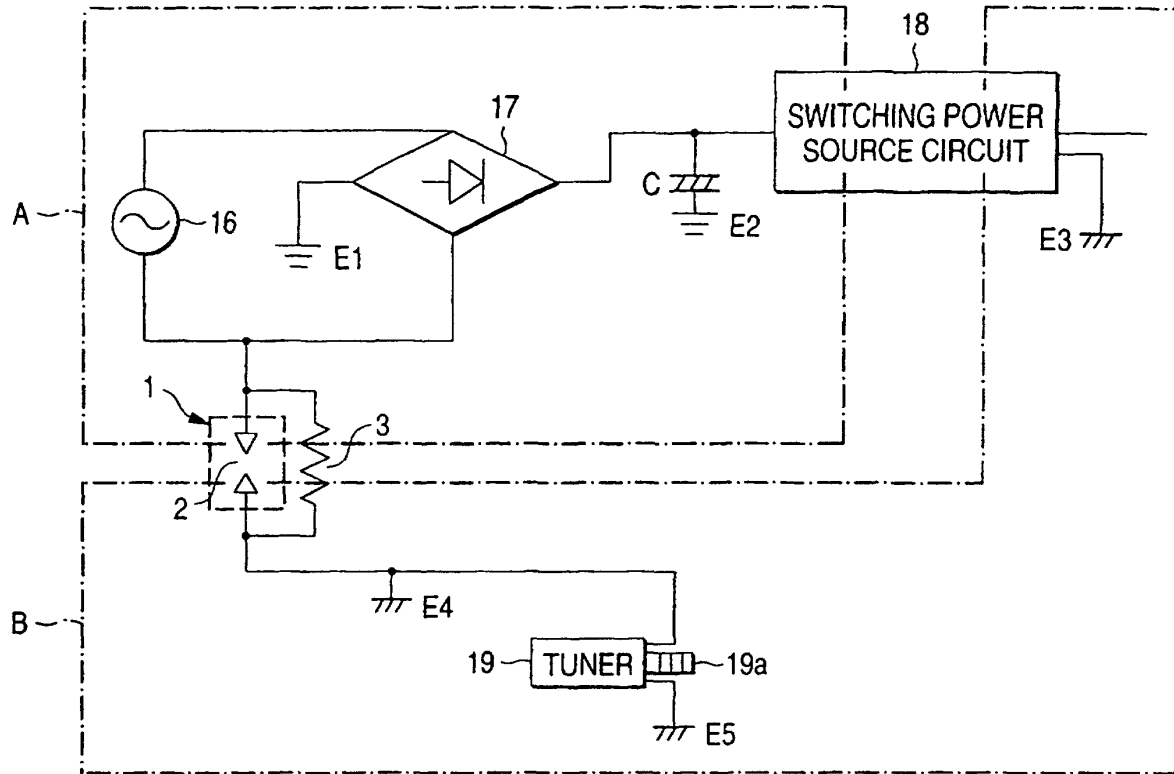 18
17
SWITCHING POWER
SOURCE CIRCUIT
A
16
C
E1
E2
E3
1
3
2
E4
B
19
TUNER
19a
E5